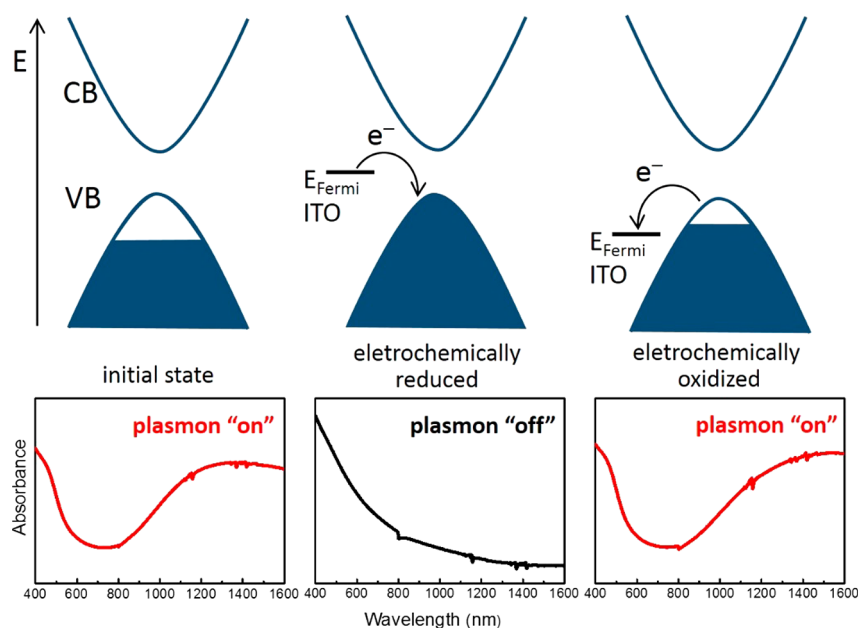 E
CB
VB
e⁻
E_Fermi
ITO
e⁻
E_Fermi
ITO
initial state
eletrochemically
reduced
eletrochemically
oxidized
plasmon “on”
plasmon “off”
plasmon “on”
Absorbance
400 600 800 1000 1200 1400 1600
400 600 800 1000 1200 1400 1600
400 600 800 1000 1200 1400 1600
Wavelength (nm)